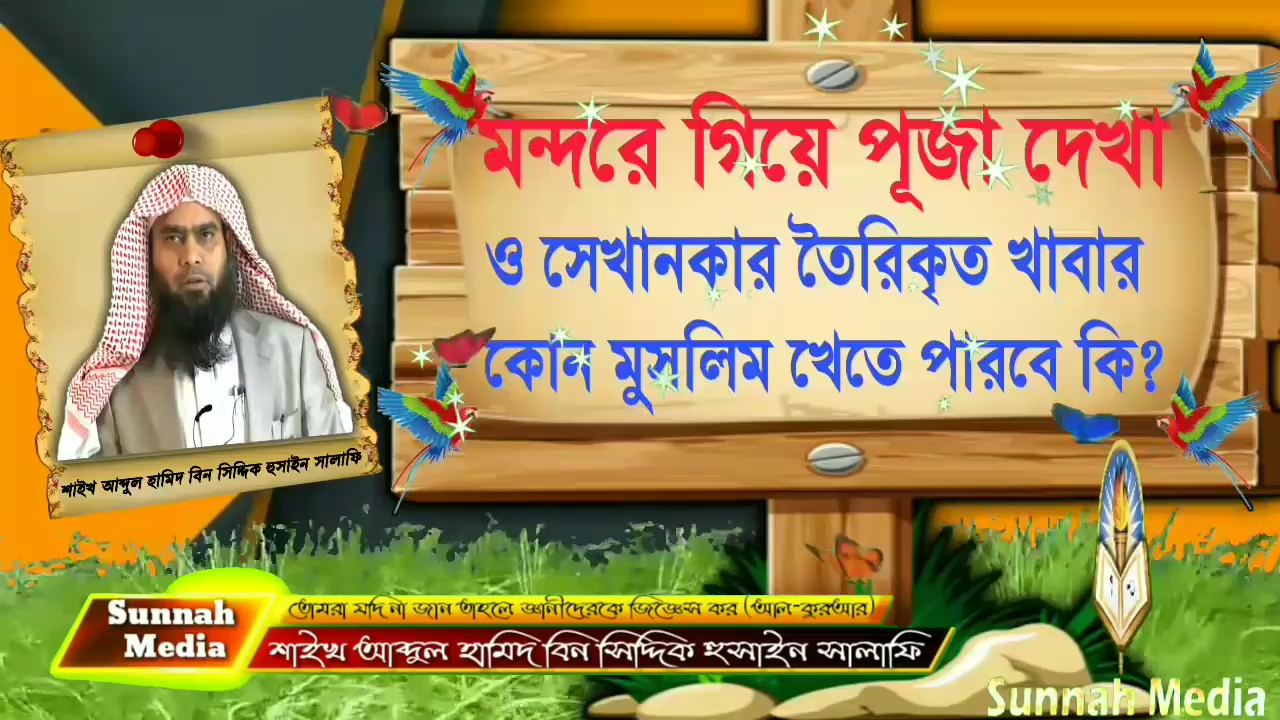 মন্দরে গিয়ে পূজা দেখা
ও সেখানকার তৈরিকৃত খাবার
কোন মুসলিম খেতে পারবে কি?
শাইখ আব্দুল হামিদ বিন সিদ্দিক হুসাইন সালাফি
Sunnah
Media
তোমরা যদি না জান তাহলে জ্ঞানীদেরকে জিজ্ঞেস কর (আল-কুরআর)
শাইখ আব্দুল হামিদ বিন সিদ্দিক হুসাইন সালাফি
Sunnah Media